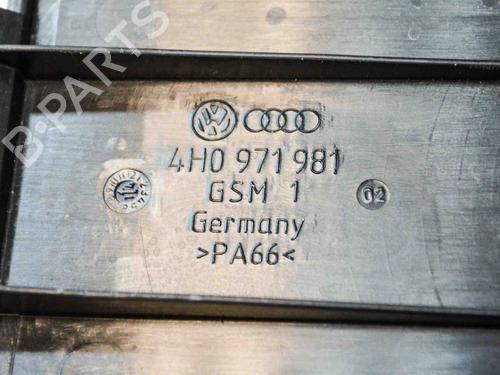 B-PARTS
4H0 971 981
GSM 1
02
Germany
>PA66<